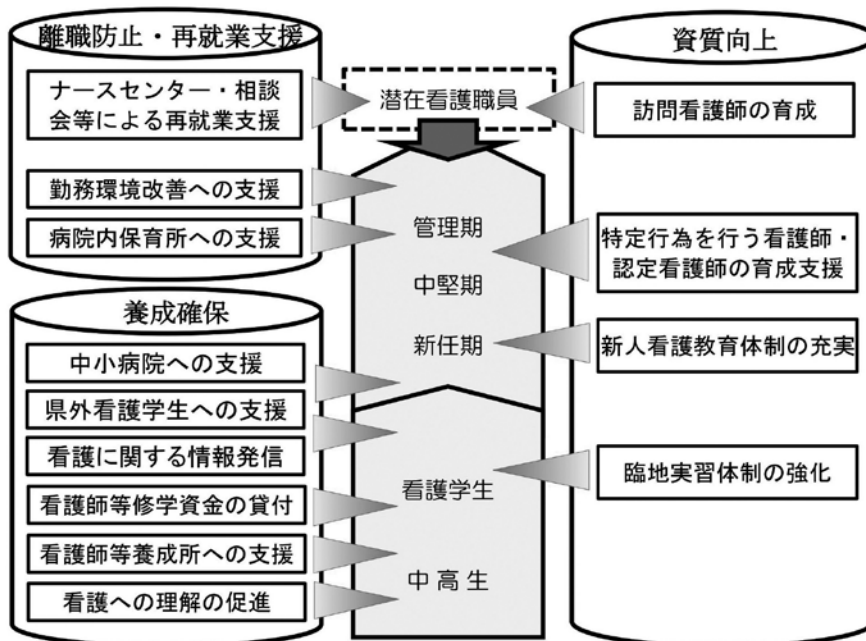 離職防止・再就業支援
ナースセンター・相談
会等による再就業支援
勤務環境改善への支援
病院内保育所への支援
養成確保
中小病院への支援
県外看護学生への支援
看護に関する情報発信
看護師等修学資金の貸付
看護師等養成所への支援
看護への理解の促進
潜在看護職員
管理期
中堅期
新任期
看護学生
中高生
資質向上
訪問看護師の育成
特定行為を行う看護師・
認定看護師の育成支援
新人看護教育体制の充実
臨地実習体制の強化